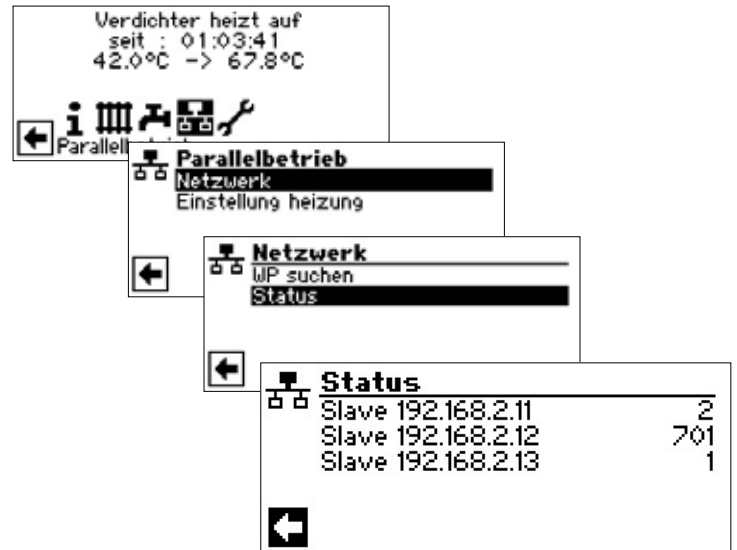 Verdichter heizt auf
seit : 01:03:41
42.0°C -> 67.8°C
Parallelbetrieb
Netzwerk
Einstellung heizung
Netzwerk
WP suchen
Status
Status
Slave 192.168.2.11 2
Slave 192.168.2.12 701
Slave 192.168.2.13 1